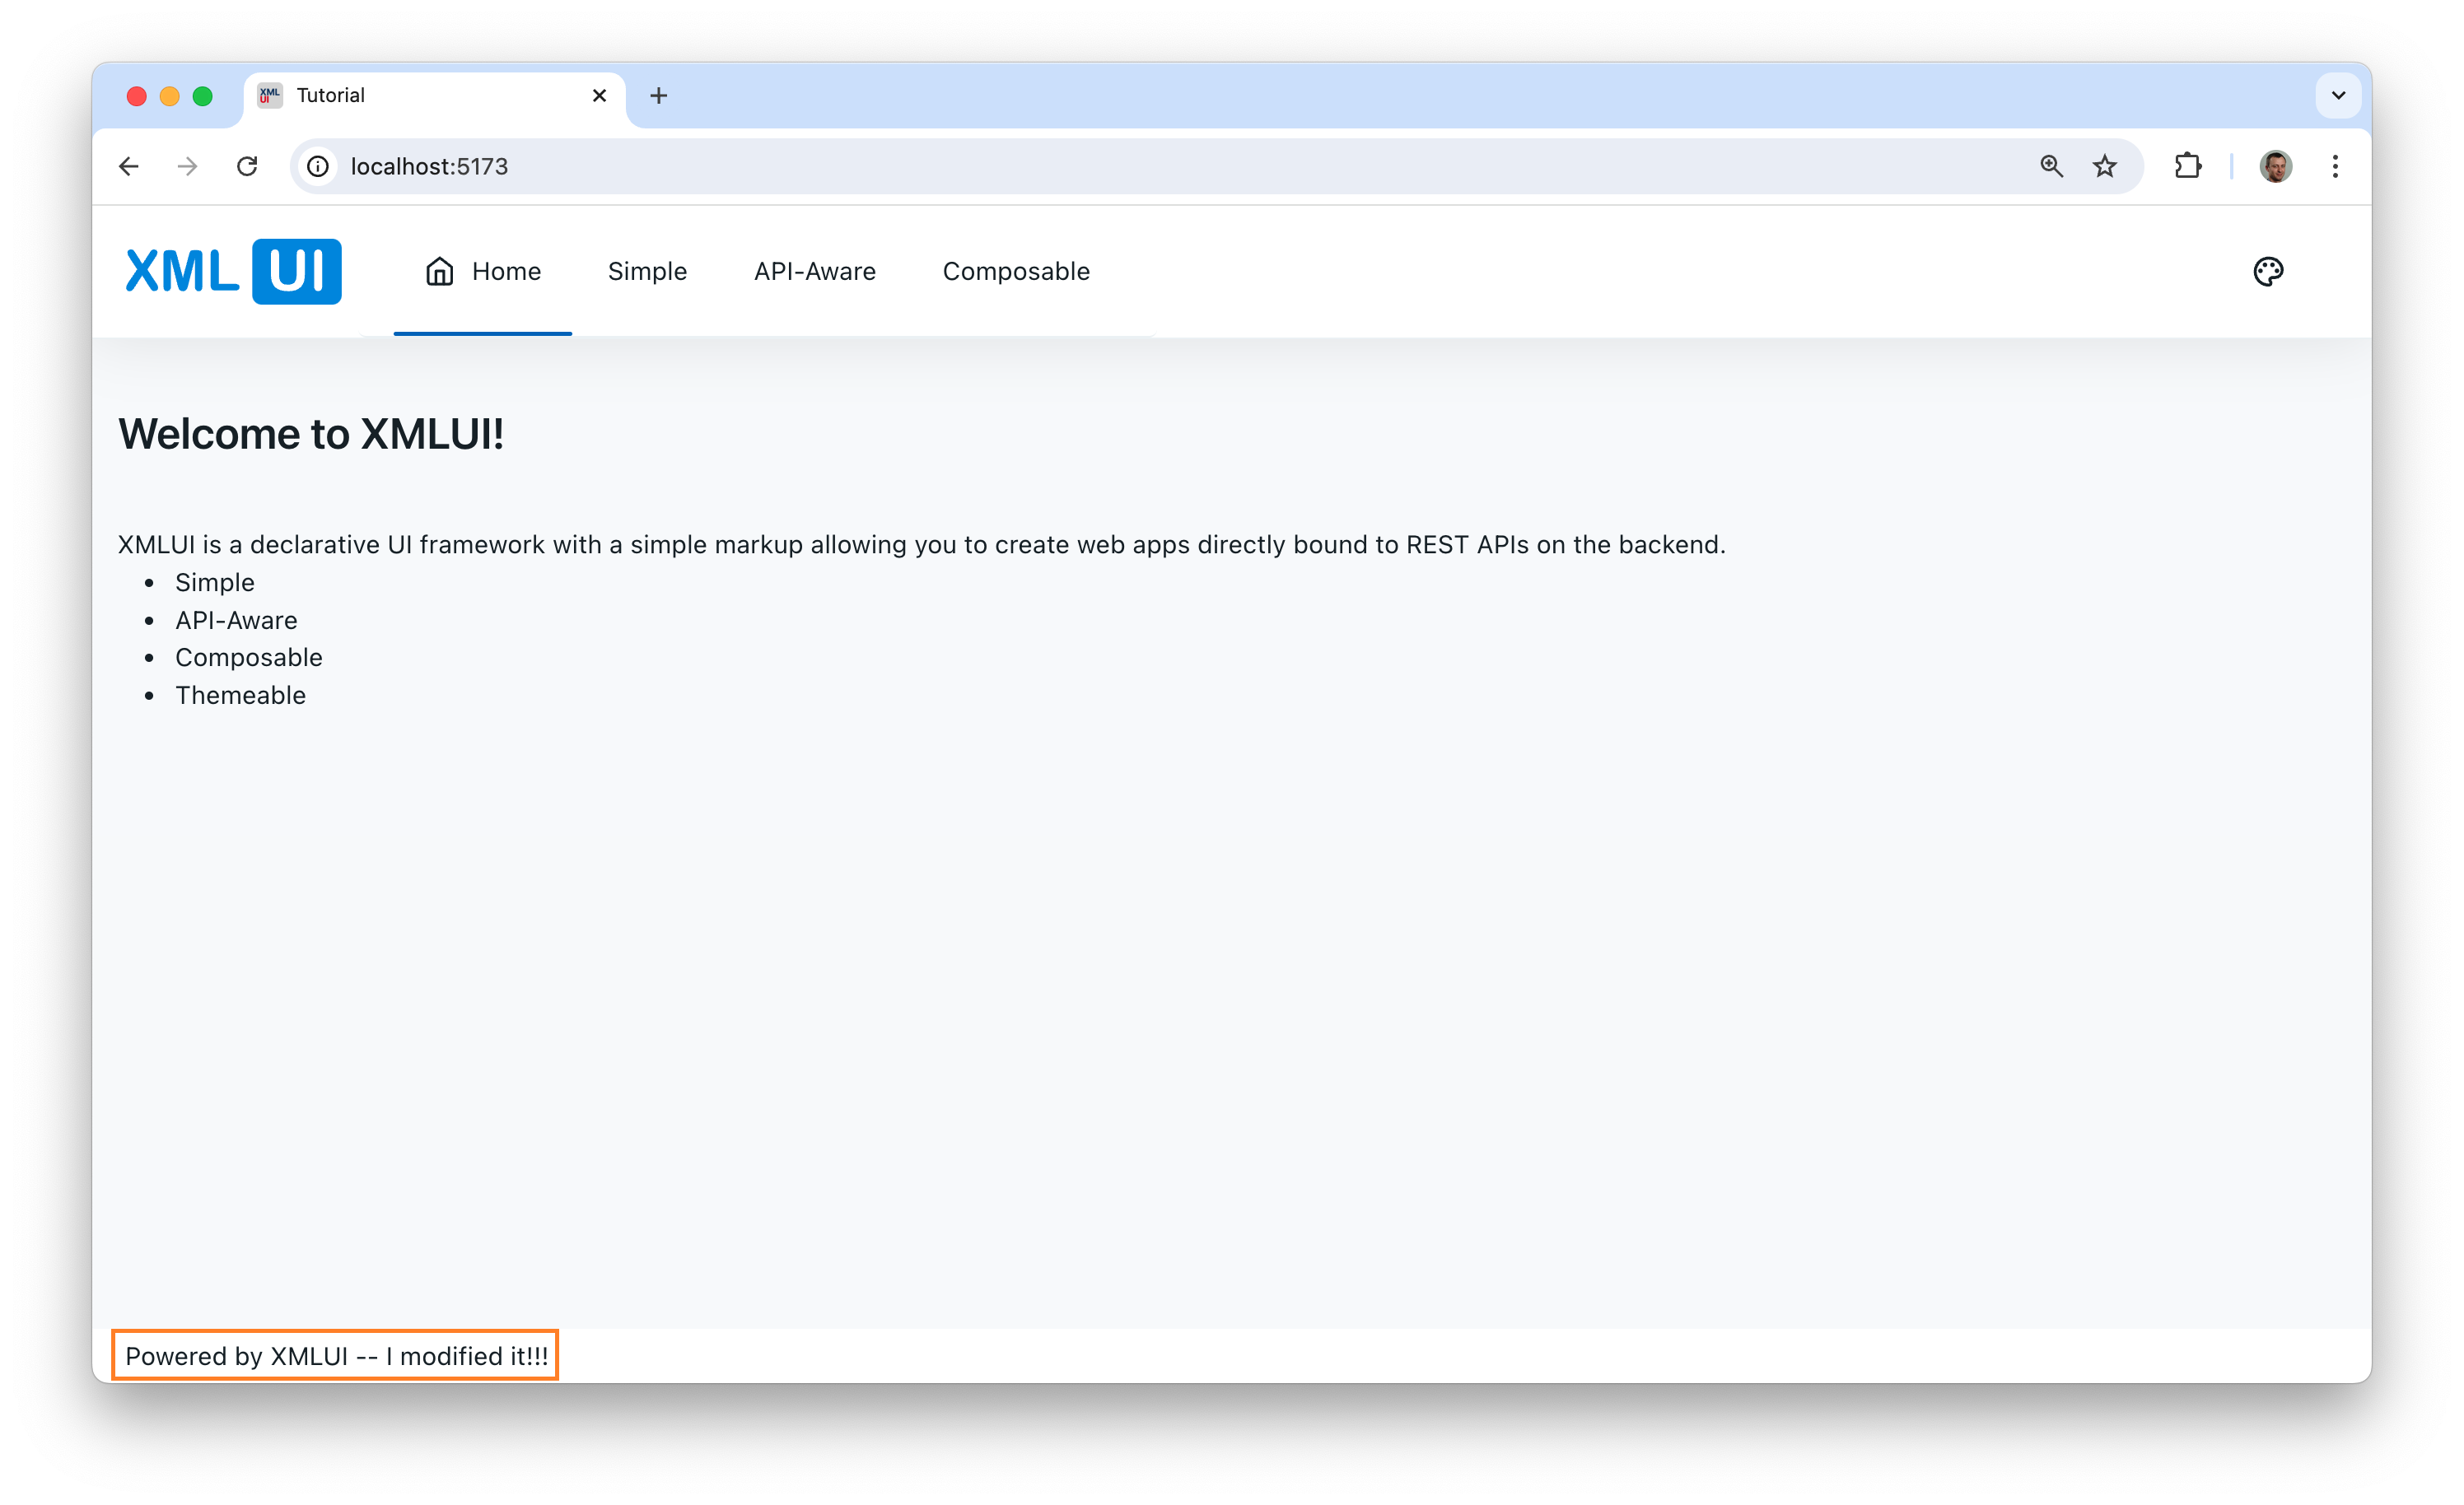 XML UI Tutorial
localhost:5173
XML UI Home Simple API-Aware Composable
Welcome to XMLUI!
XMLUI is a declarative UI framework with a simple markup allowing you to create web apps directly bound to REST APIs on the backend.
• Simple
• API-Aware
• Composable
• Themeable
Powered by XMLUI -- I modified it!!!